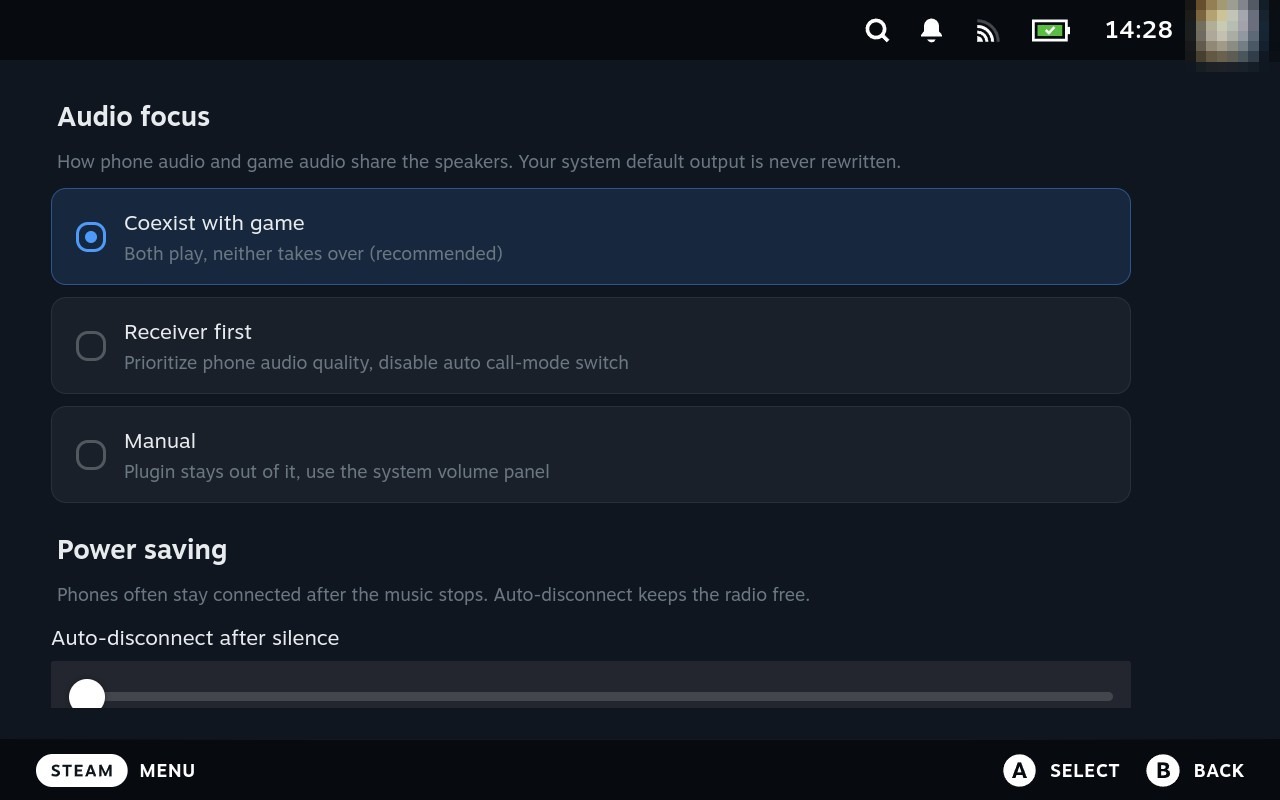 14:28
Audio focus
How phone audio and game audio share the speakers. Your system default output is never rewritten.
Coexist with game
Both play, neither takes over (recommended)
Receiver first
Prioritize phone audio quality, disable auto call-mode switch
Manual
Plugin stays out of it, use the system volume panel
Power saving
Phones often stay connected after the music stops. Auto-disconnect keeps the radio free.
Auto-disconnect after silence
STEAM MENU A SELECT B BACK